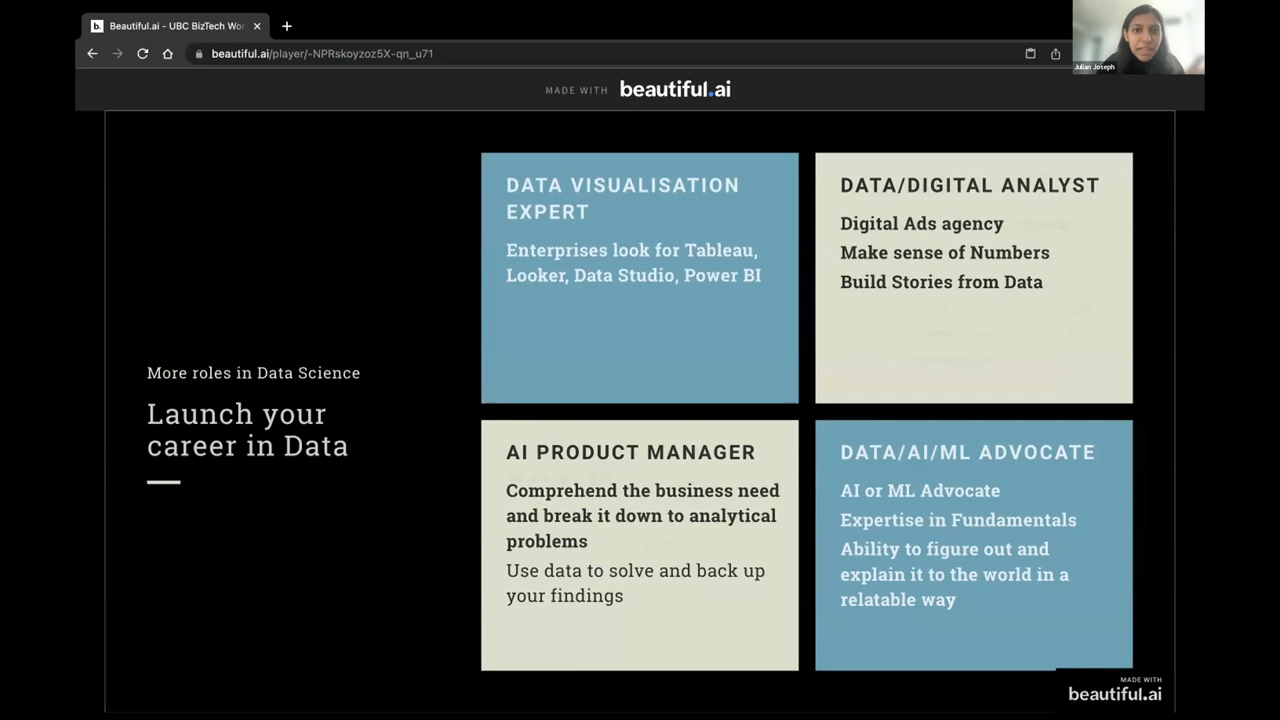 Beautiful.ai - UBC BizTech Wor
beautiful.ai/player/-NPRskoyzoz5X-qn_u71
Julian Joseph
MADE WITH beautiful.ai
More roles in Data Science
Launch your
career in Data
DATA VISUALISATION
EXPERT
Enterprises look for Tableau,
Looker, Data Studio, Power BI
DATA/DIGITAL ANALYST
Digital Ads agency
Make sense of Numbers
Build Stories from Data
AI PRODUCT MANAGER
Comprehend the business need
and break it down to analytical
problems
Use data to solve and back up
your findings
DATA/AI/ML ADVOCATE
AI or ML Advocate
Expertise in Fundamentals
Ability to figure out and
explain it to the world in a
relatable way
MADE WITH
beautiful.ai